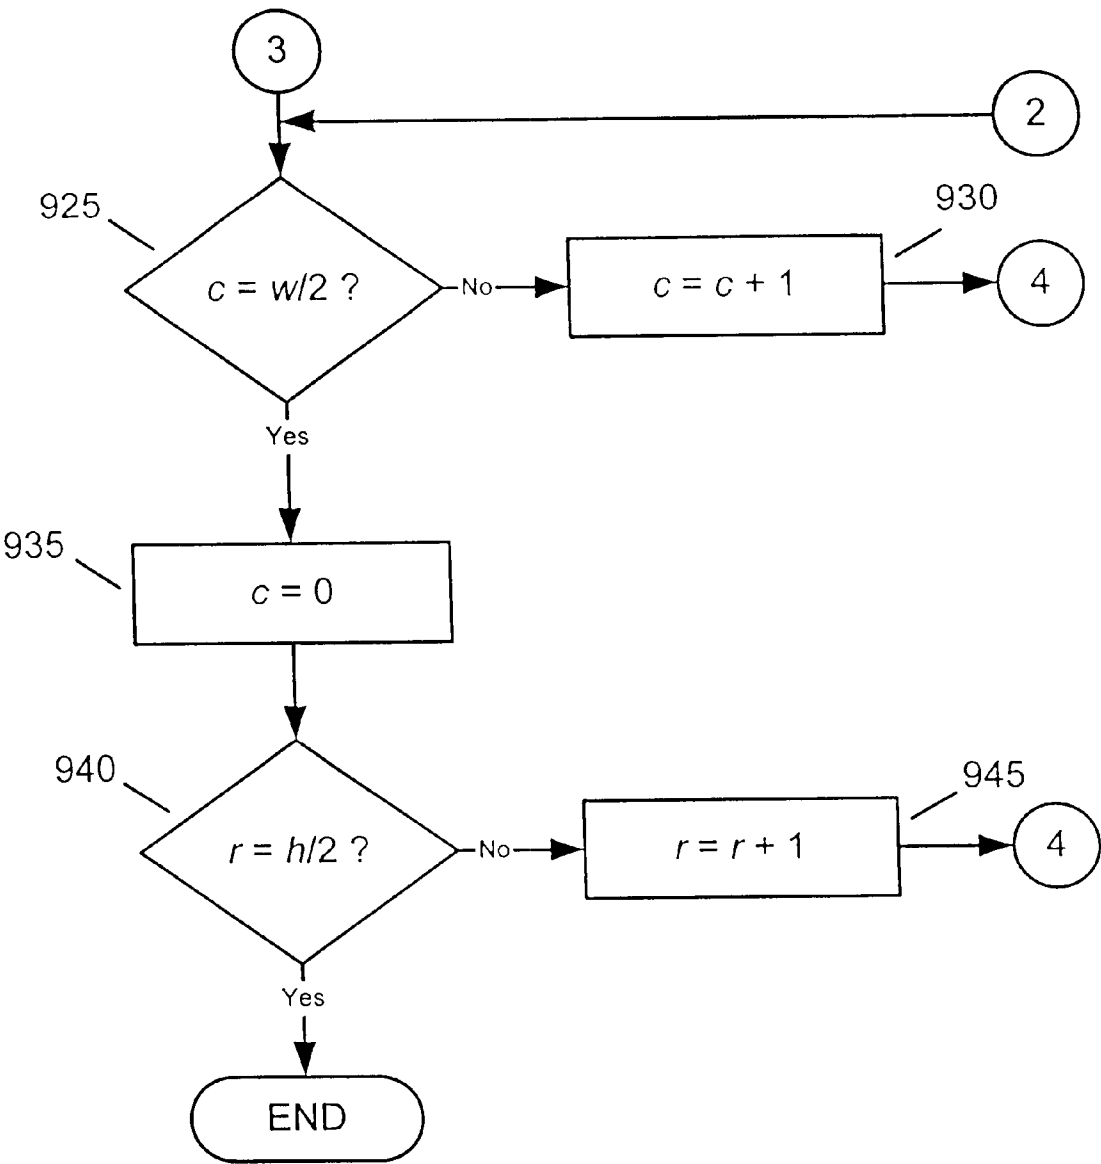 3
2
925
930
c = w/2 ?
No
c = c + 1
4
Yes
935
c = 0
940
945
r = h/2 ?
No
r = r + 1
4
Yes
END